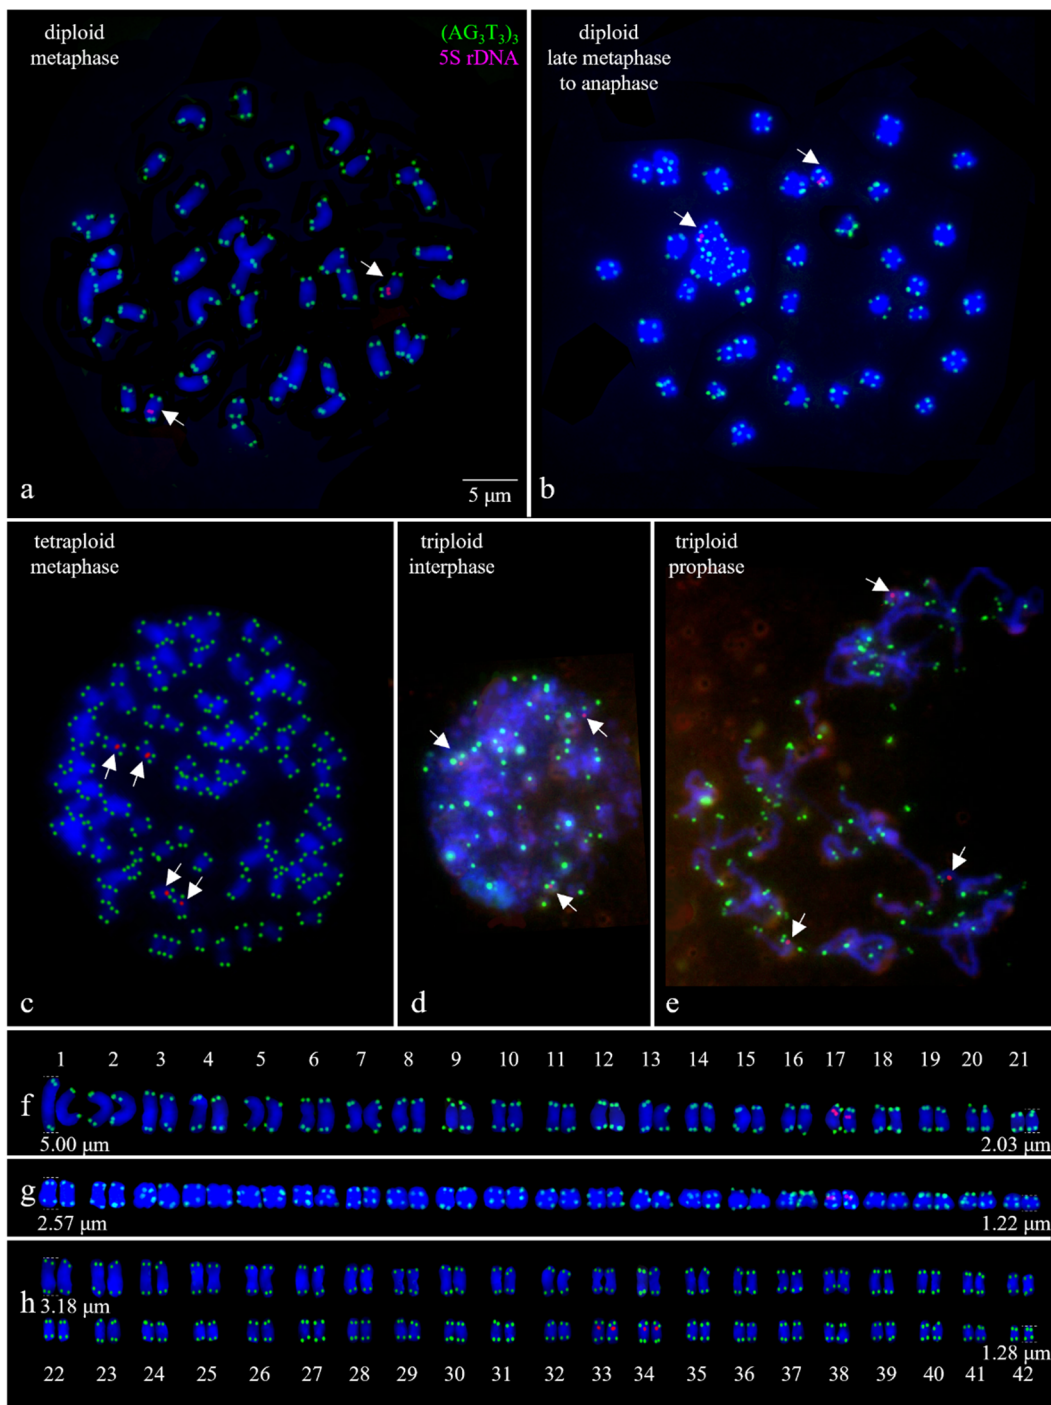 diploid
metaphase
(AG₃T₃)₃
5S rDNA
a
5 μm
diploid
late metaphase
to anaphase
b
tetraploid
metaphase
c
triploid
interphase
d
triploid
prophase
e
1 2 3 4 5 6 7 8 9 10 11 12 13 14 15 16 17 18 19 20 21
f
5.00 μm 2.03 μm
g
2.57 μm 1.22 μm
h
3.18 μm
1.28 μm
22 23 24 25 26 27 28 29 30 31 32 33 34 35 36 37 38 39 40 41 42